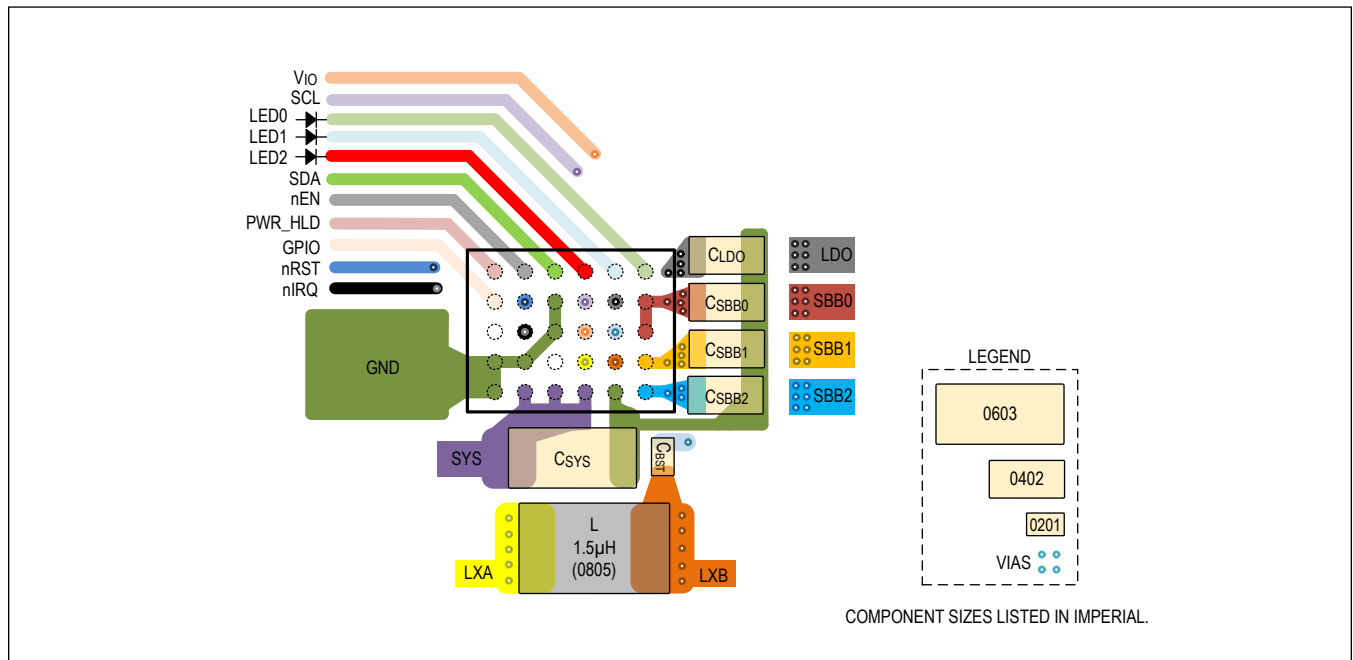 VIO
SCL
LED0
LED1
LED2
SDA
nEN
PWR_HLD
GPIO
nRST
nIRQ
GND
CLDO
LDO
CSBB0
SBB0
CSBB1
SBB1
CSBB2
SBB2
SYS
CSYS
CBST
L
1.5µH
(0805)
LXA
LXB
LEGEND
0603
0402
0201
VIAS
COMPONENT SIZES LISTED IN IMPERIAL.